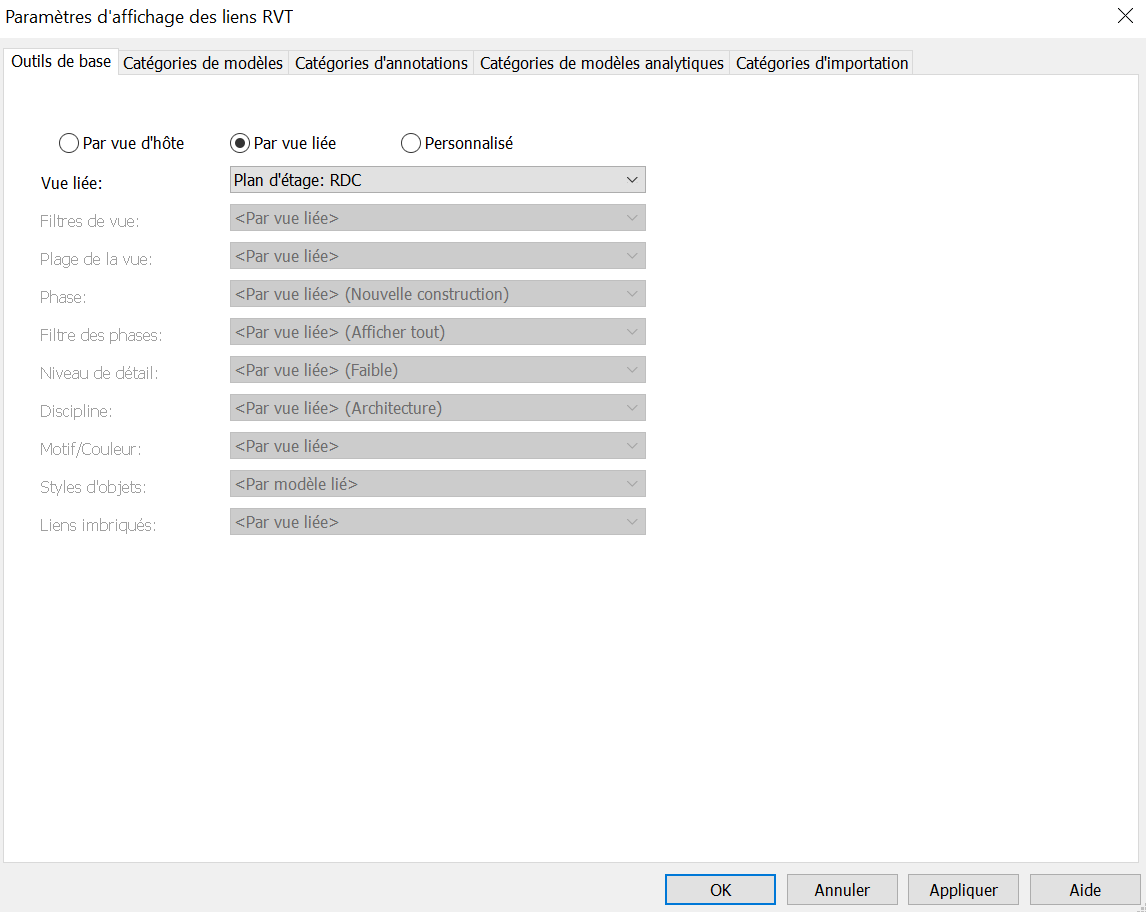 Paramètres d'affichage des liens RVT
Outils de base Catégories de modèles Catégories d'annotations Catégories de modèles analytiques Catégories d'importation
Par vue d'hôte Par vue liée Personnalisé
Vue liée: Plan d'étage: RDC
Filtres de vue: <Par vue liée>
Plage de la vue: <Par vue liée>
Phase: <Par vue liée> (Nouvelle construction)
Filtre des phases: <Par vue liée> (Afficher tout)
Niveau de détail: <Par vue liée> (Faible)
Discipline: <Par vue liée> (Architecture)
Motif/Couleur: <Par vue liée>
Styles d'objets: <Par modèle lié>
Liens imbriqués: <Par vue liée>
OK Annuler Appliquer Aide